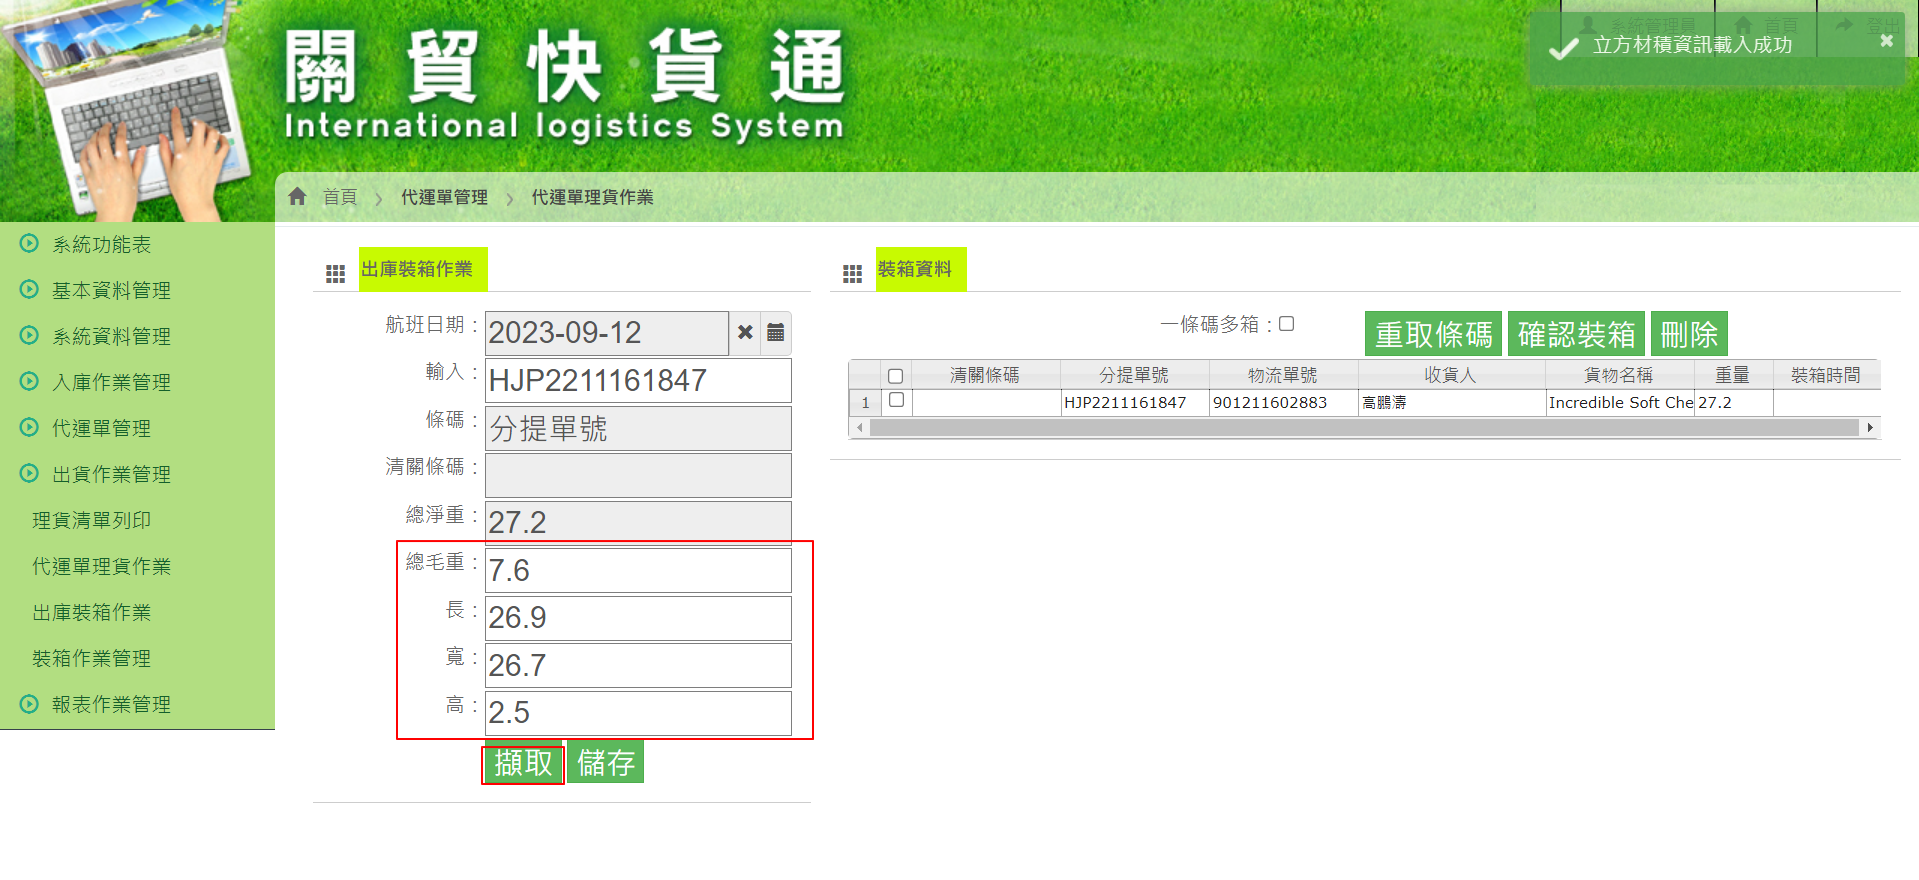 關貿快貨通
International logistics System
系統管理員 首頁 登出
立方材積資訊載入成功
首頁 代運單管理 代運單理貨作業
系統功能表
基本資料管理
系統資料管理
入庫作業管理
代運單管理
出貨作業管理
理貨清單列印
代運單理貨作業
出庫裝箱作業
裝箱作業管理
報表作業管理
出庫裝箱作業
航班日期： 2023-09-12
輸入： HJP2211161847
條碼： 分提單號
清關條碼：
總淨重： 27.2
總毛重： 7.6
長： 26.9
寬： 26.7
高： 2.5
擷取 儲存
裝箱資料
一條碼多箱： 重取條碼 確認裝箱 刪除
清關條碼 分提單號 物流單號 收貨人 貨物名稱 重量 裝箱時間
1 HJP2211161847 901211602883 高鵬濤 Incredible Soft Che 27.2